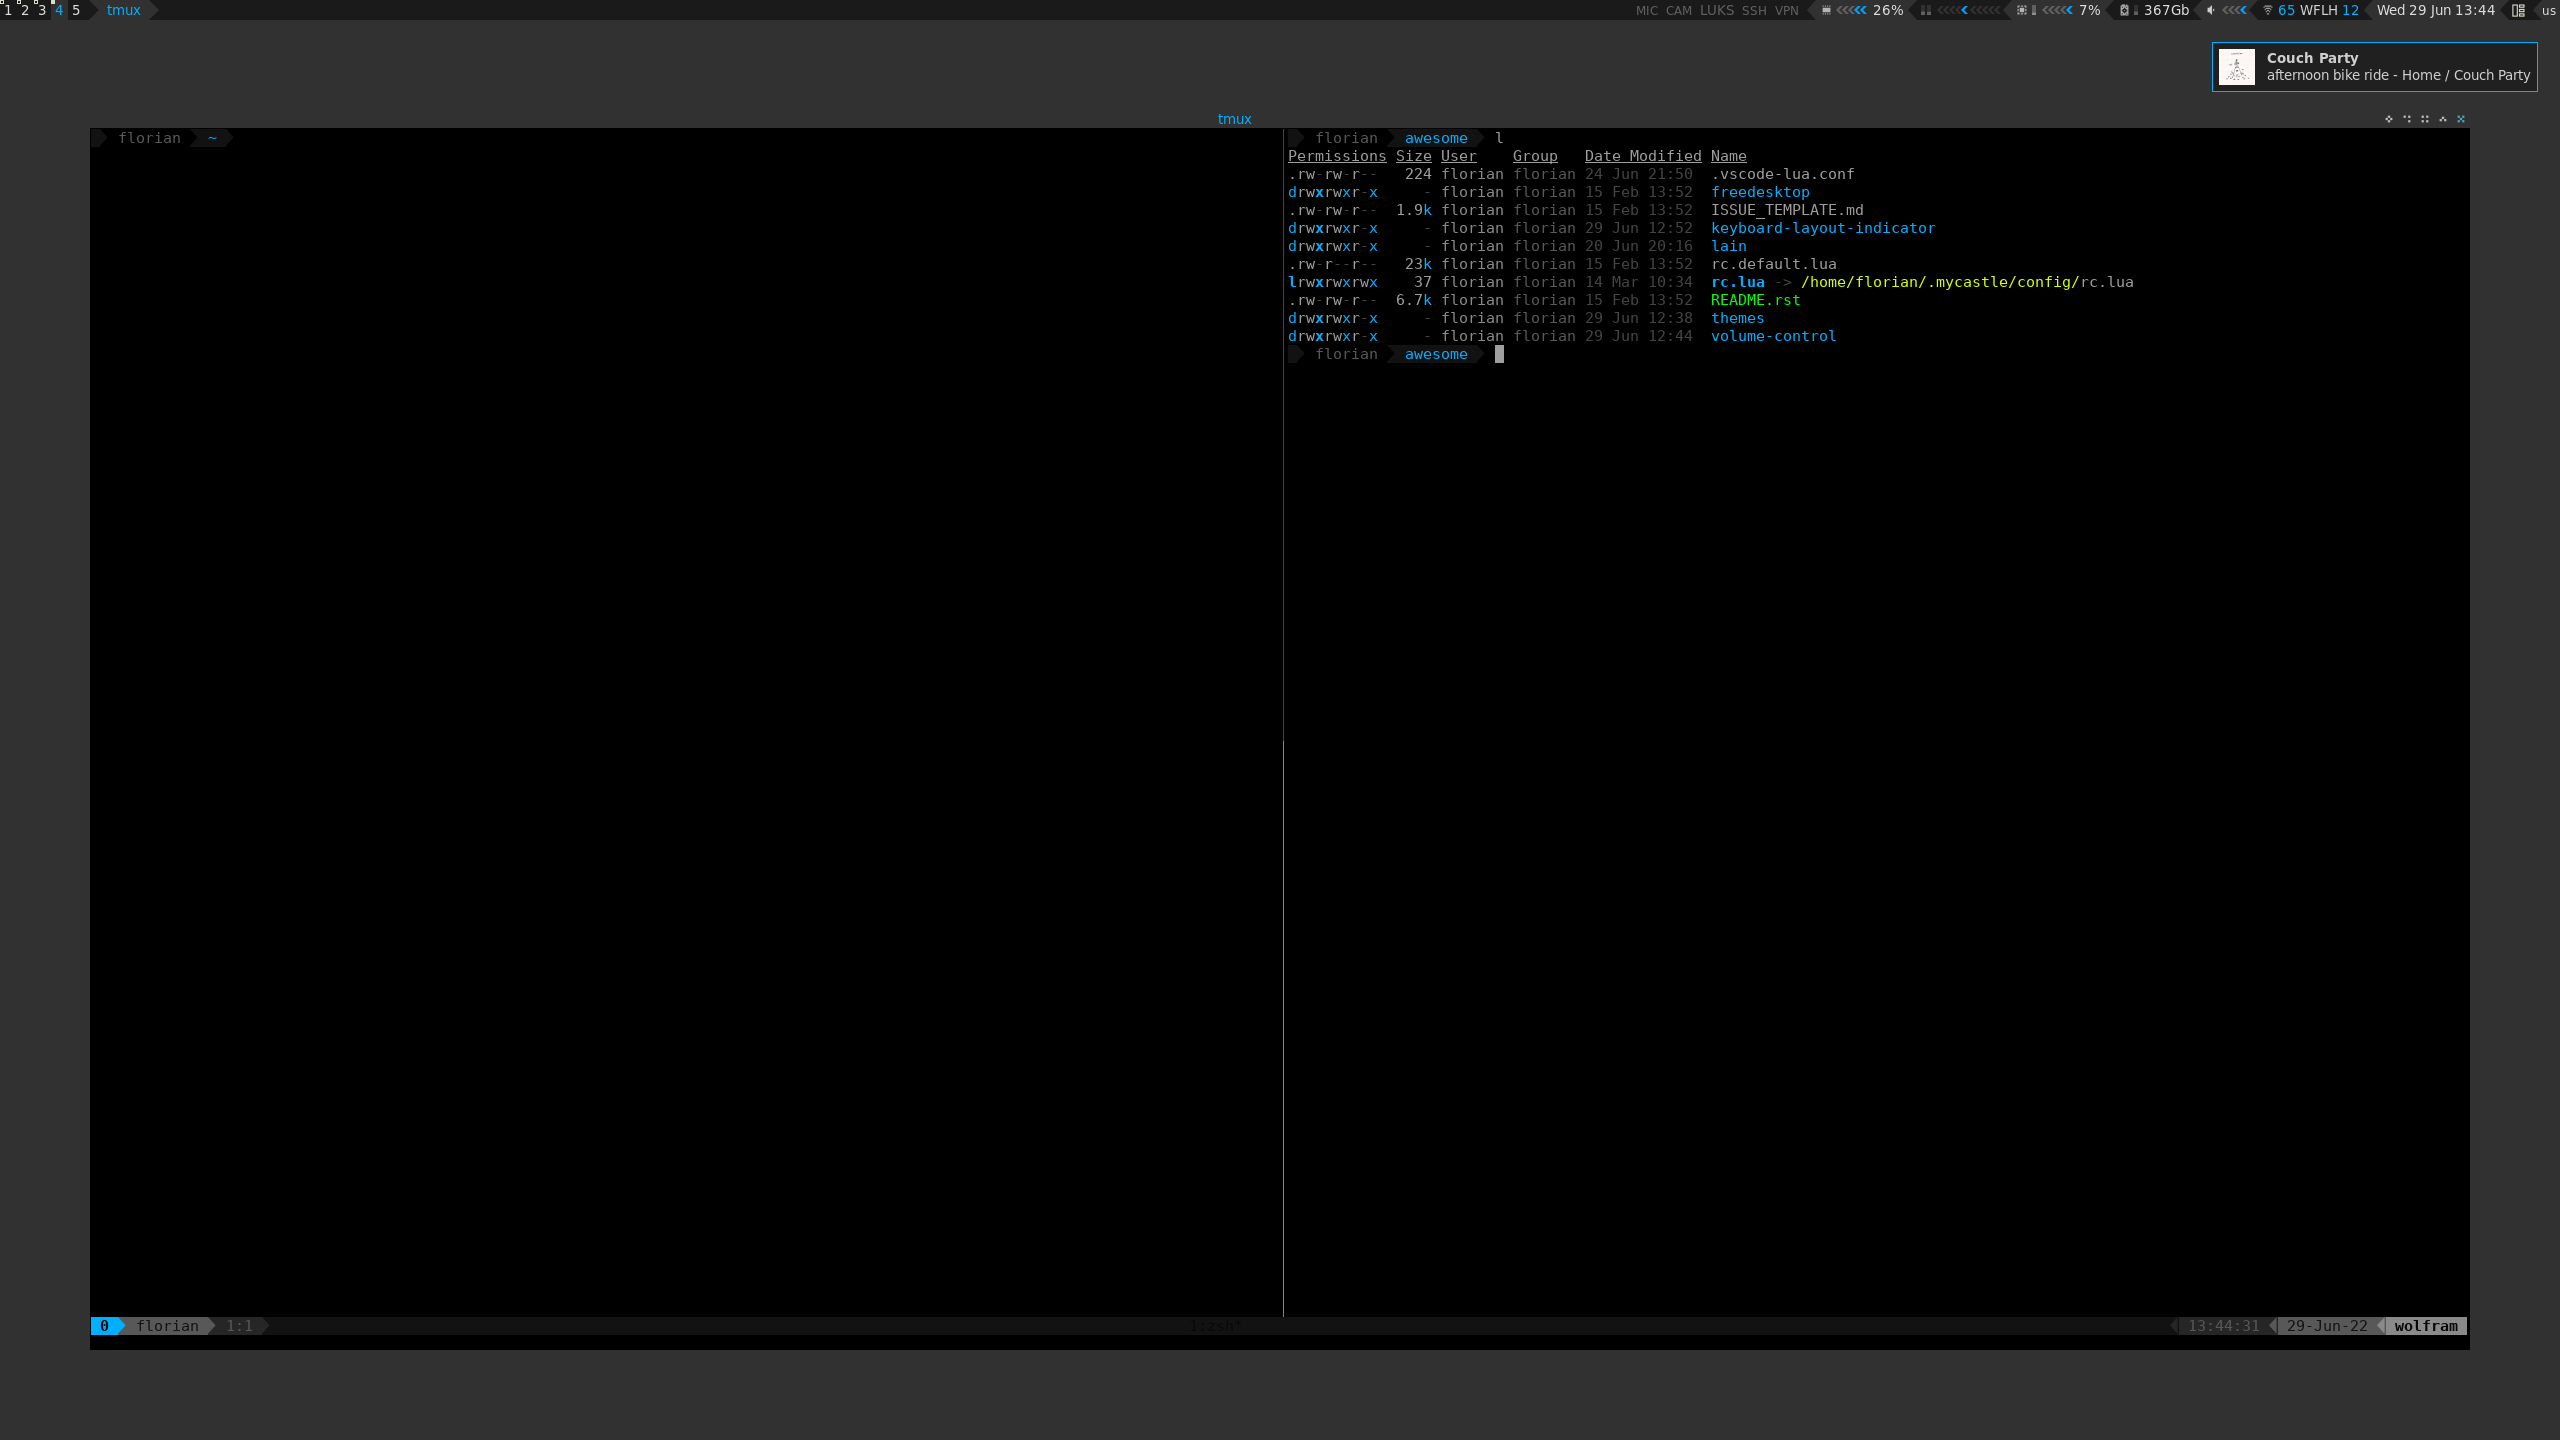 1 2 3 4 5 tmux MIC CAM LUKS SSH VPN 26% 7% 367Gb 65 WFLH 12 Wed 29 Jun 13:44 us
Couch Party
afternoon bike ride - Home / Couch Party
tmux
florian ~
florian awesome l
Permissions Size User Group Date Modified Name
.rw-rw-r-- 224 florian florian 24 Jun 21:50 .vscode-lua.conf
drwxrwxr-x - florian florian 15 Feb 13:52 freedesktop
.rw-rw-r-- 1.9k florian florian 15 Feb 13:52 ISSUE_TEMPLATE.md
drwxrwxr-x - florian florian 29 Jun 12:52 keyboard-layout-indicator
drwxrwxr-x - florian florian 20 Jun 20:16 lain
.rw-r--r-- 23k florian florian 15 Feb 13:52 rc.default.lua
lrwxrwxrwx 37 florian florian 14 Mar 10:34 rc.lua -> /home/florian/.mycastle/config/rc.lua
.rw-rw-r-- 6.7k florian florian 15 Feb 13:52 README.rst
drwxrwxr-x - florian florian 29 Jun 12:38 themes
drwxrwxr-x - florian florian 29 Jun 12:44 volume-control
florian awesome
0 florian 1:1 1:zsh* 13:44:31 29-Jun-22 wolfram